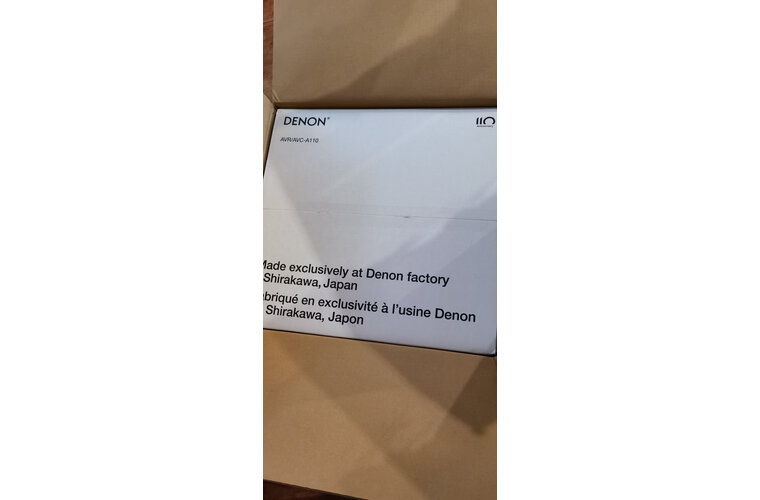 DENON®
110
AVR/AVC-A110
Made exclusively at Denon factory
Shirakawa, Japan
abriqué en exclusivité à l'usine Denon
Shirakawa, Japon